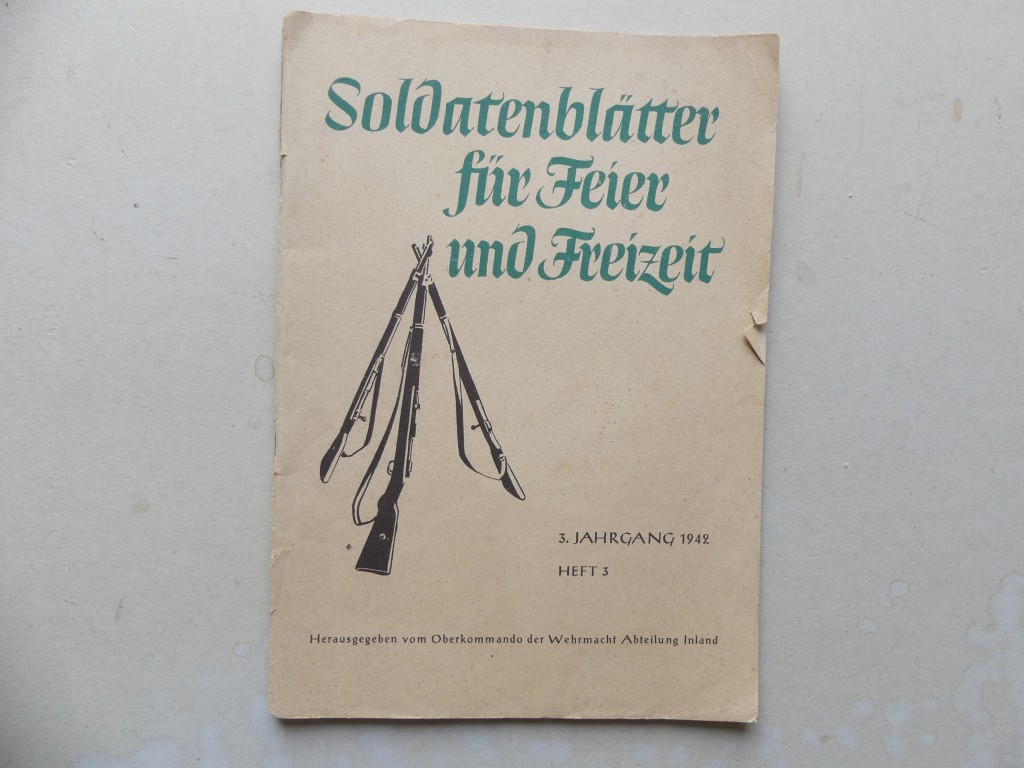 Soldatenblätter
für Feier
und Freizeit
3. JAHRGANG 1942
HEFT 3
Herausgegeben vom Oberkommando der Wehrmacht Abteilung Inland